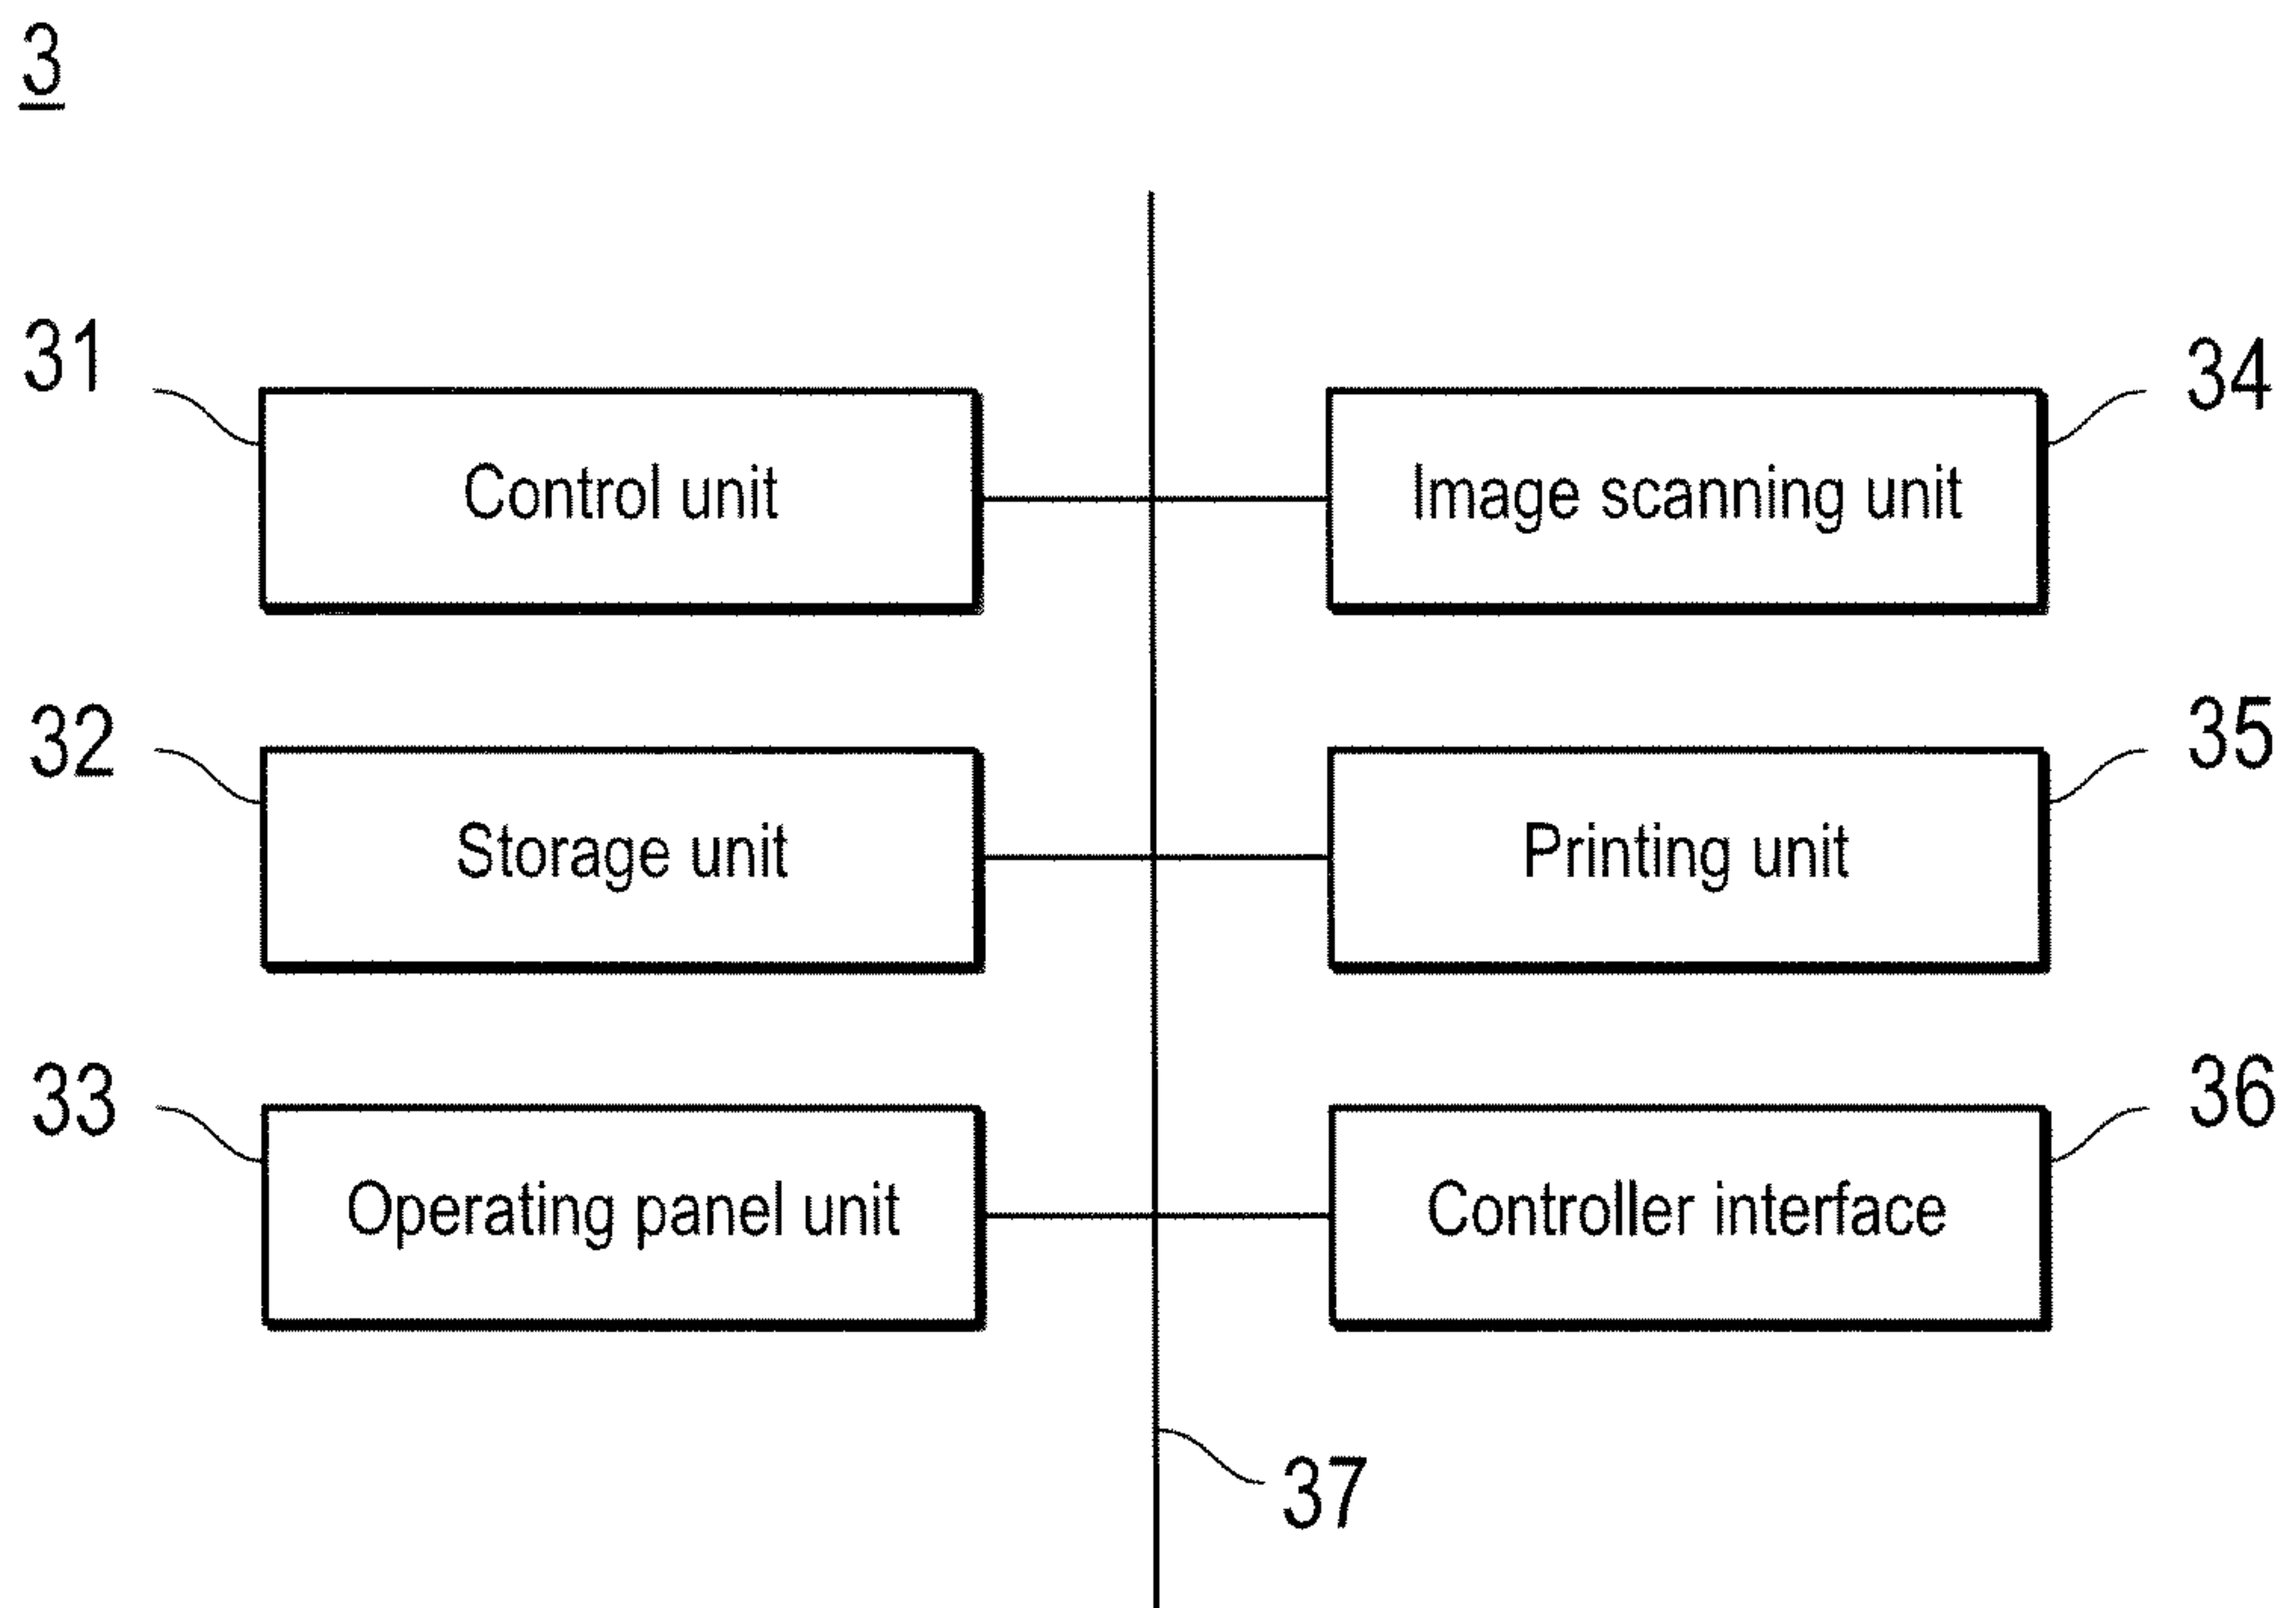 3
31
Control unit
34
Image scanning unit
32
Storage unit
35
Printing unit
33
Operating panel unit
36
Controller interface
37